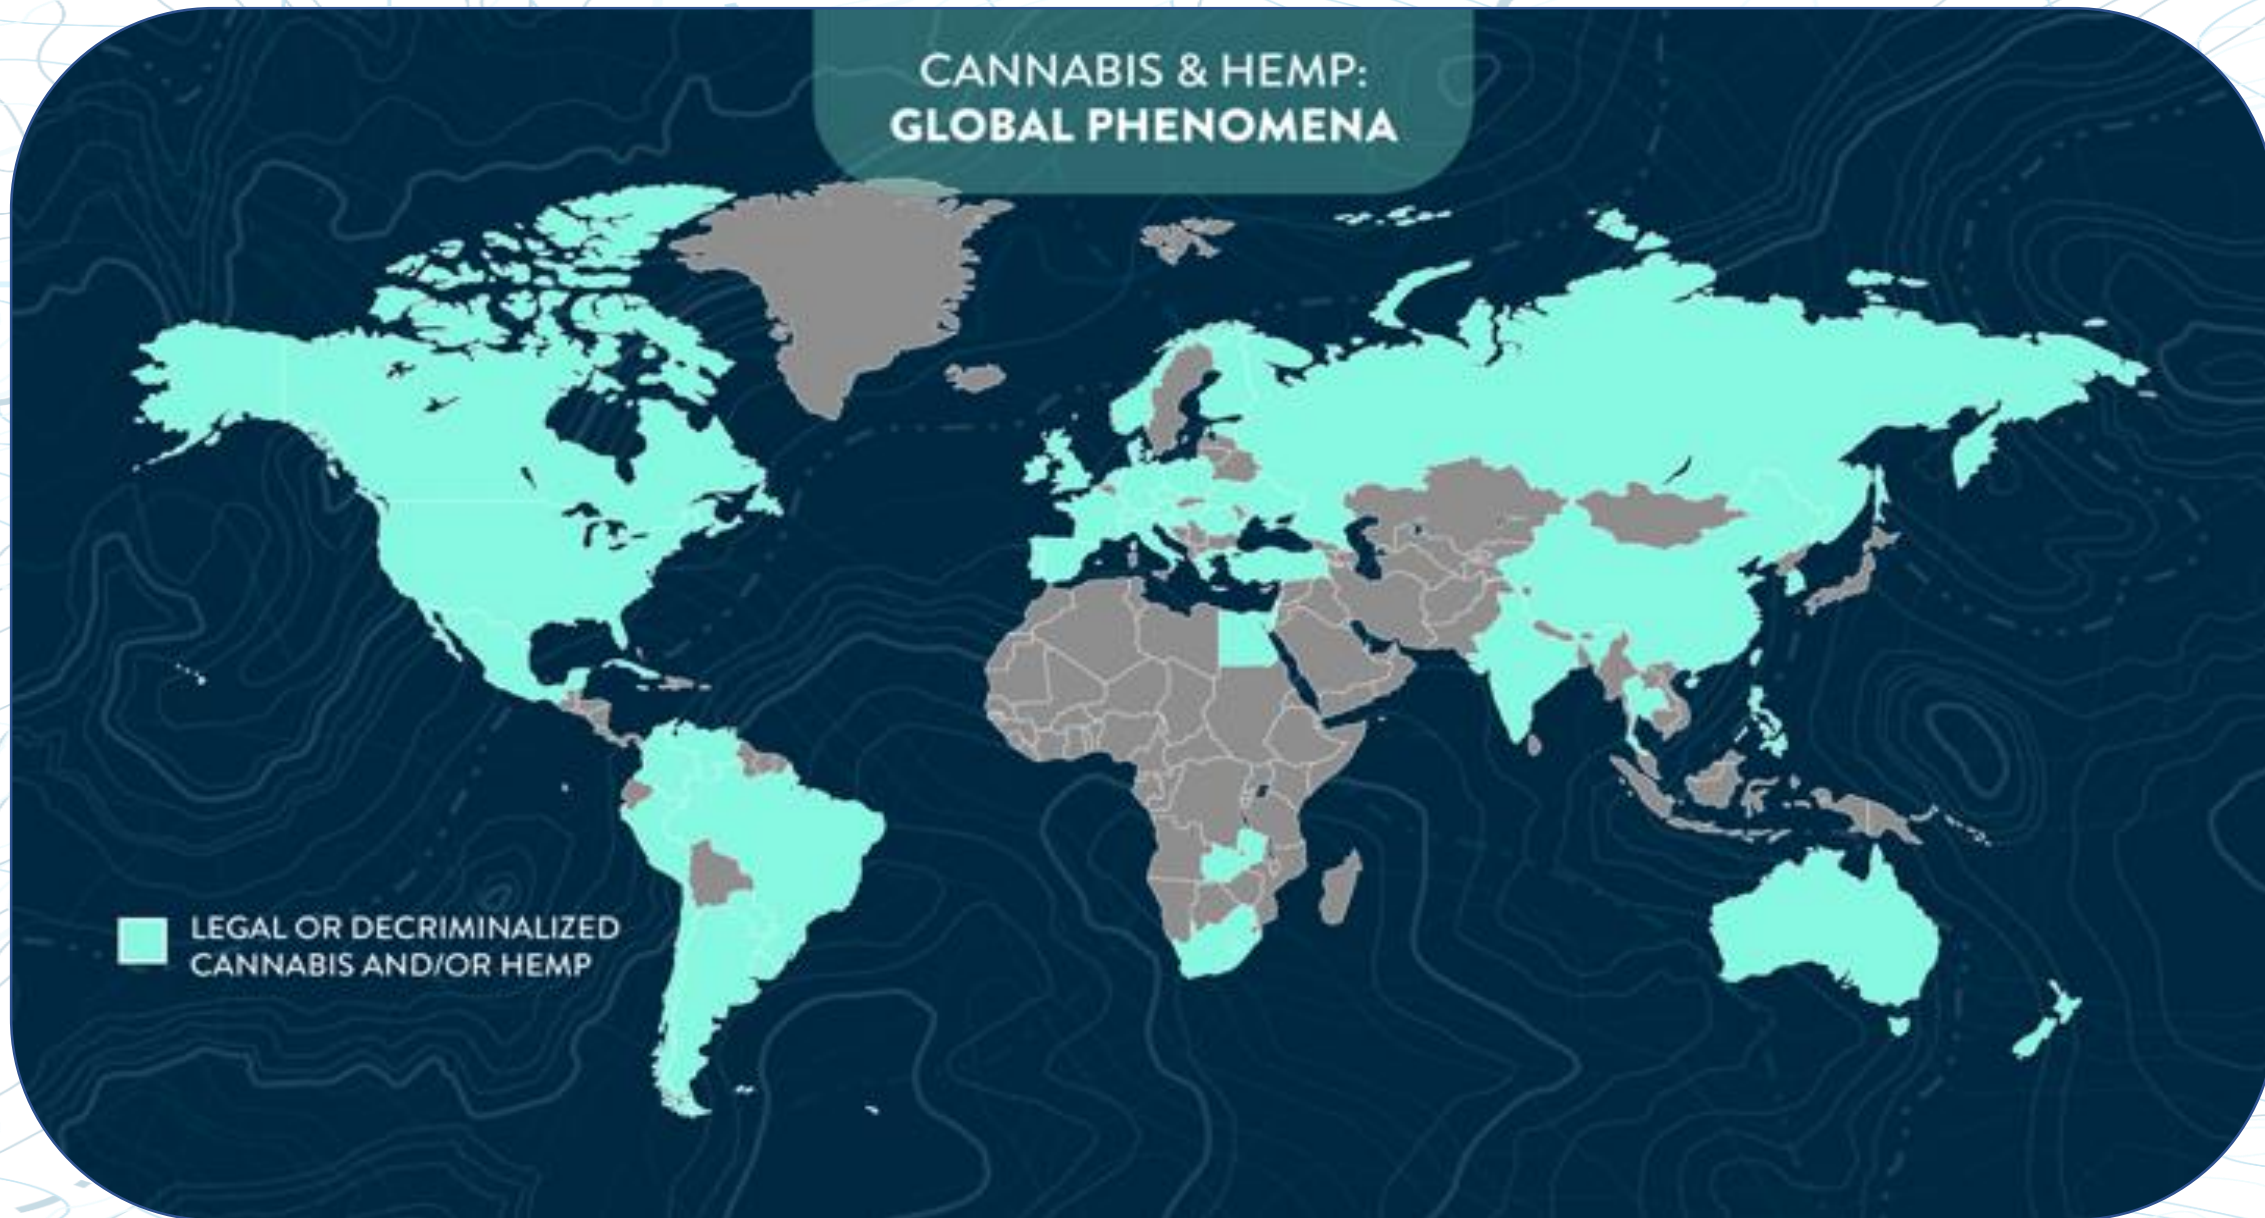 CANNABIS & HEMP:
GLOBAL PHENOMENA
LEGAL OR DECRIMINALIZED
CANNABIS AND/OR HEMP